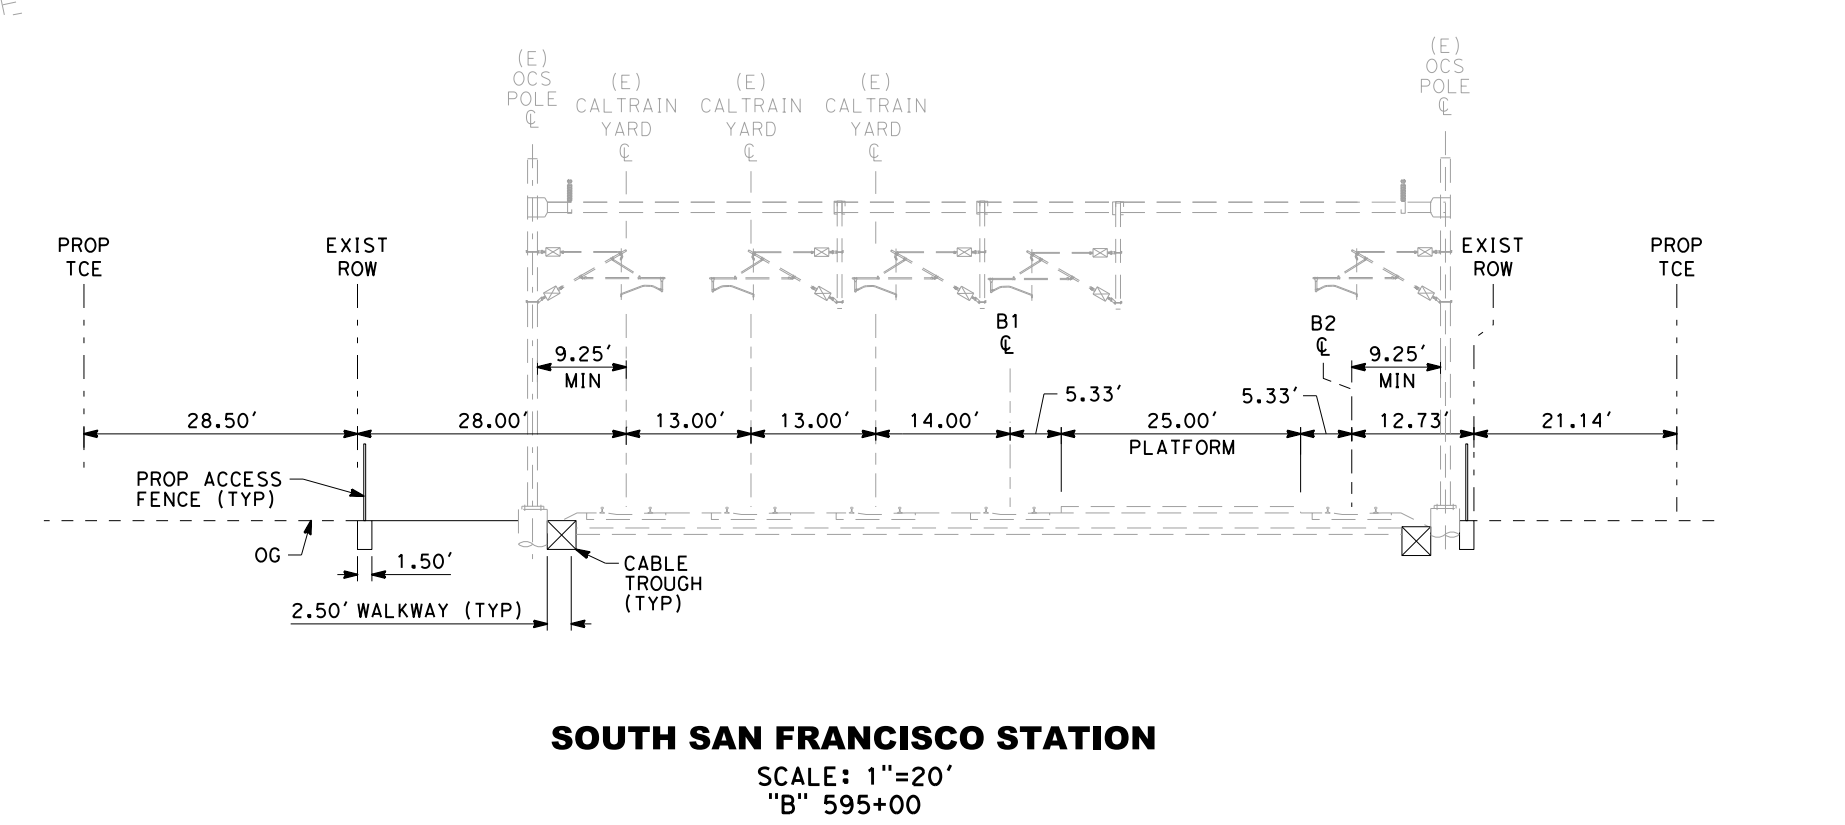 (E)
OCS
POLE
℄
(E)
CALTRAIN
YARD
℄
(E)
CALTRAIN
YARD
℄
(E)
CALTRAIN
YARD
℄
(E)
OCS
POLE
℄
PROP
TCE
EXIST
ROW
EXIST
ROW
PROP
TCE
B1
℄
B2
℄
9.25'
MIN
9.25'
MIN
5.33'
5.33'
28.50'
28.00'
13.00'
13.00'
14.00'
25.00'
PLATFORM
12.73'
21.14'
PROP ACCESS
FENCE (TYP)
OG
1.50'
CABLE
TROUGH
(TYP)
2.50' WALKWAY (TYP)
SOUTH SAN FRANCISCO STATION
SCALE: 1"=20'
"B" 595+00